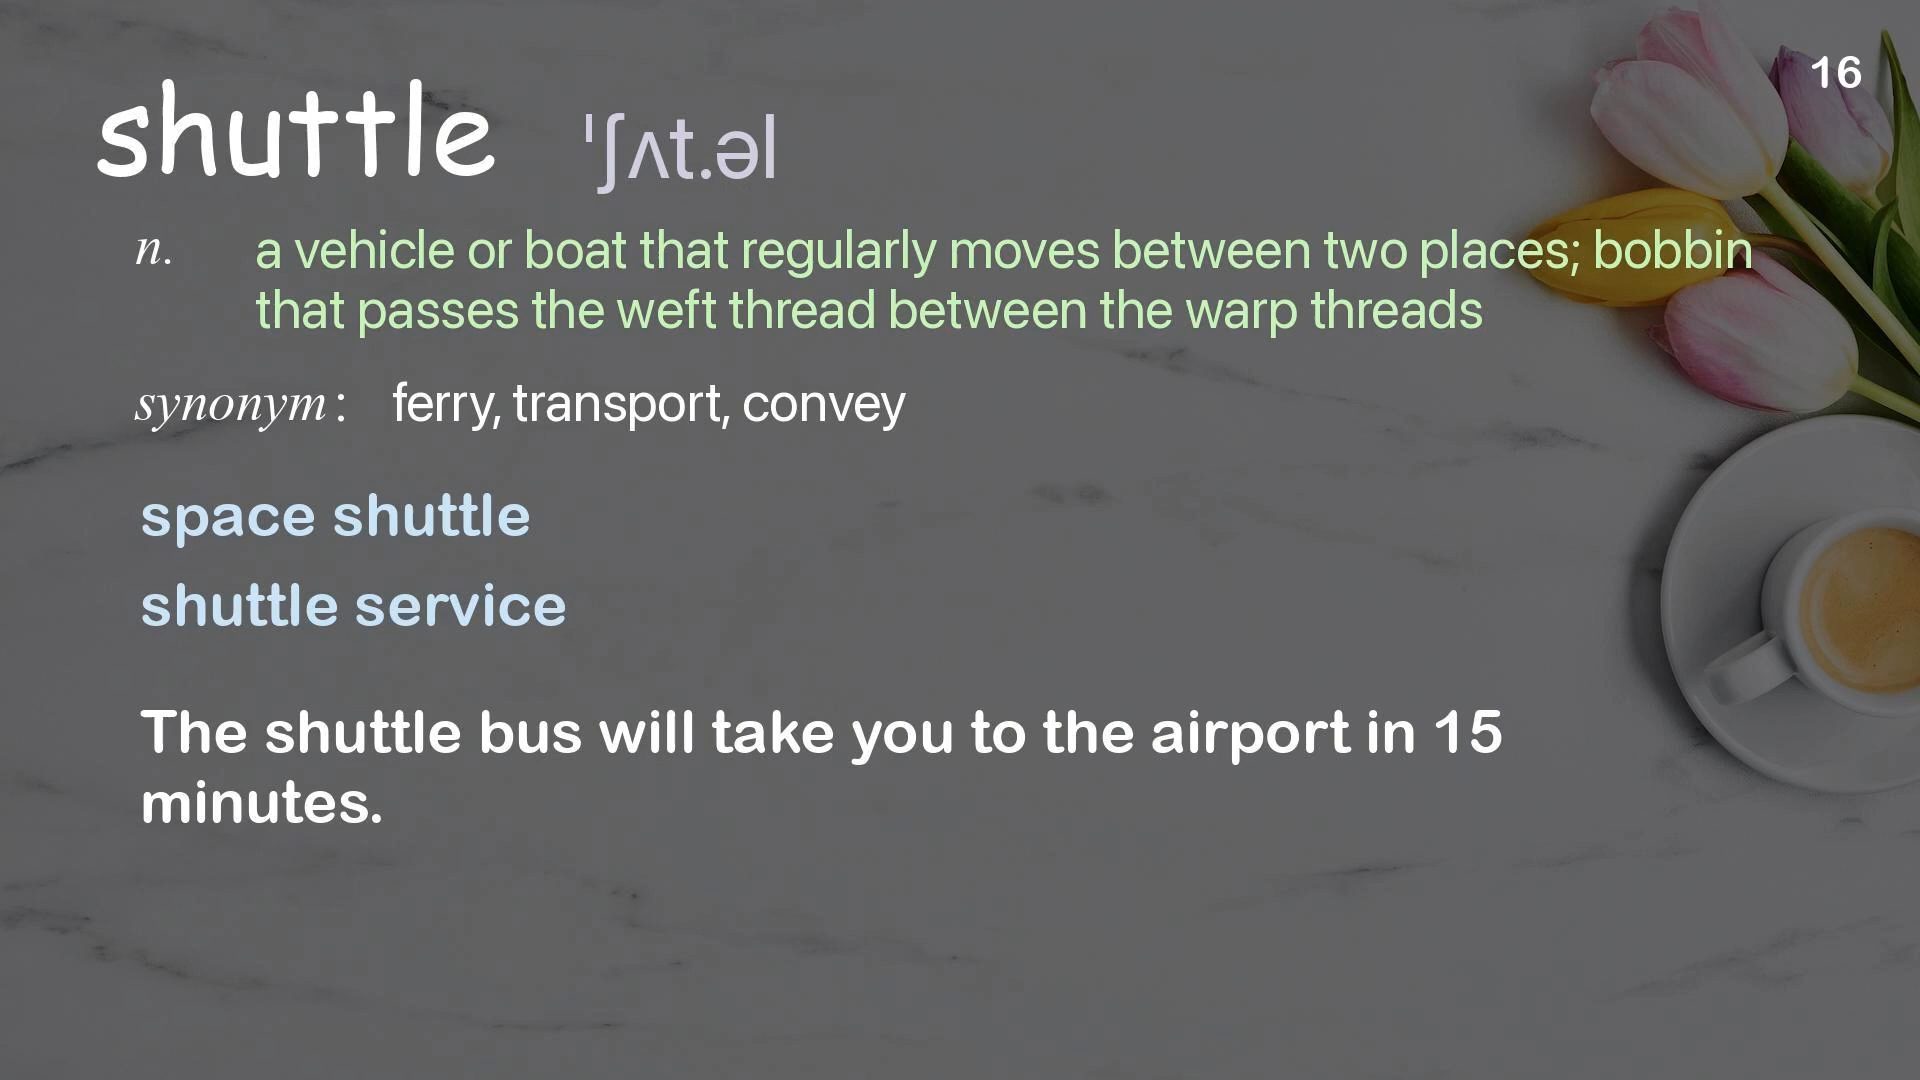 16
shuttle ˈʃʌt.əl
n. a vehicle or boat that regularly moves between two places; bobbin
that passes the weft thread between the warp threads
synonym: ferry, transport, convey
space shuttle
shuttle service
The shuttle bus will take you to the airport in 15
minutes.